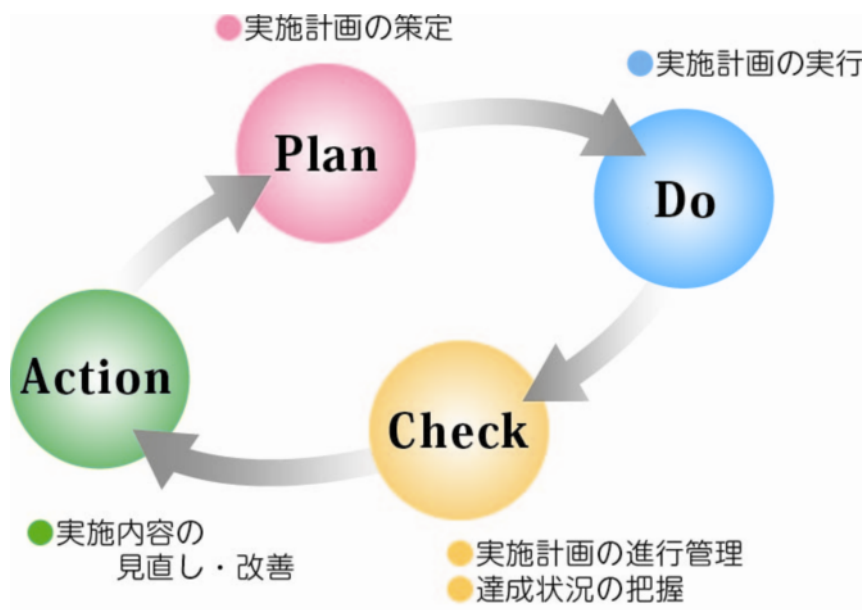 ●実施計画の策定
Plan
●実施計画の実行
Do
Action
Check
●実施内容の
見直し・改善
●実施計画の進行管理
●達成状況の把握